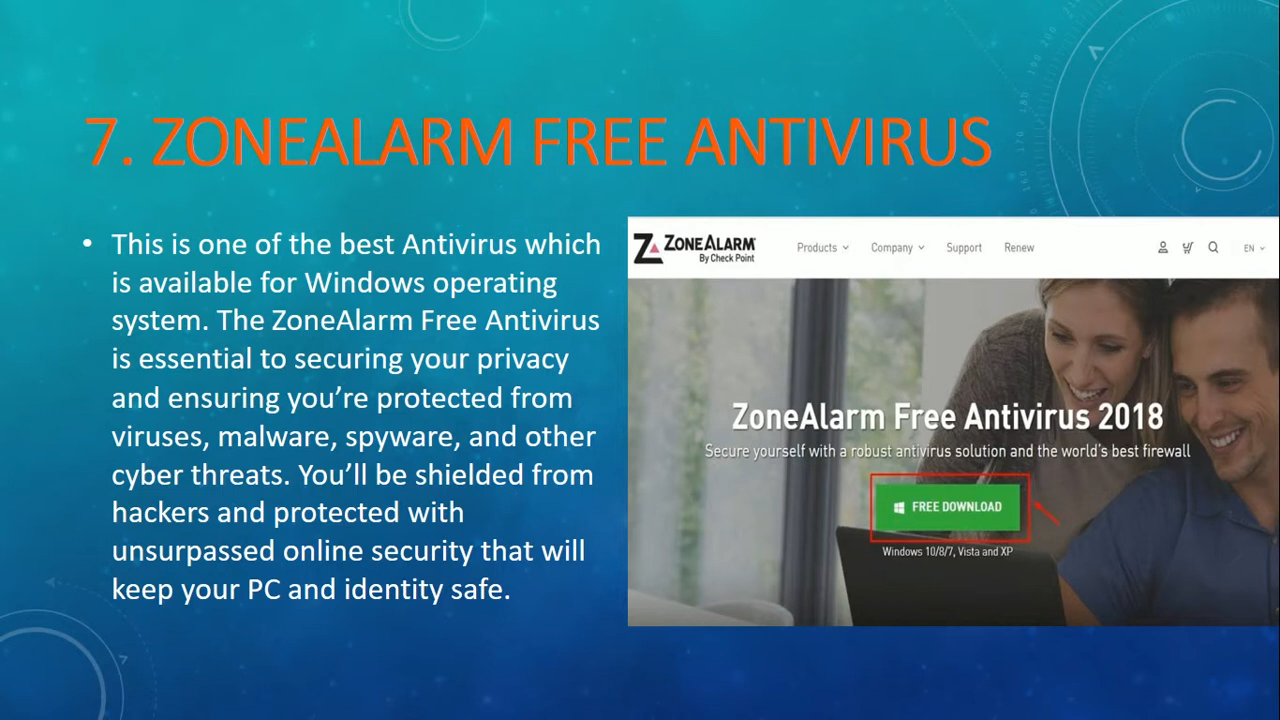 7. ZONEALARM FREE ANTIVIRUS
• This is one of the best Antivirus which
is available for Windows operating
system. The ZoneAlarm Free Antivirus
is essential to securing your privacy
and ensuring you’re protected from
viruses, malware, spyware, and other
cyber threats. You’ll be shielded from
hackers and protected with
unsurpassed online security that will
keep your PC and identity safe.
ZONEALARM
By Check Point
Products Company Support Renew EN
ZoneAlarm Free Antivirus 2018
Secure yourself with a robust antivirus solution and the world's best firewall
FREE DOWNLOAD
Windows 10/8/7, Vista and XP